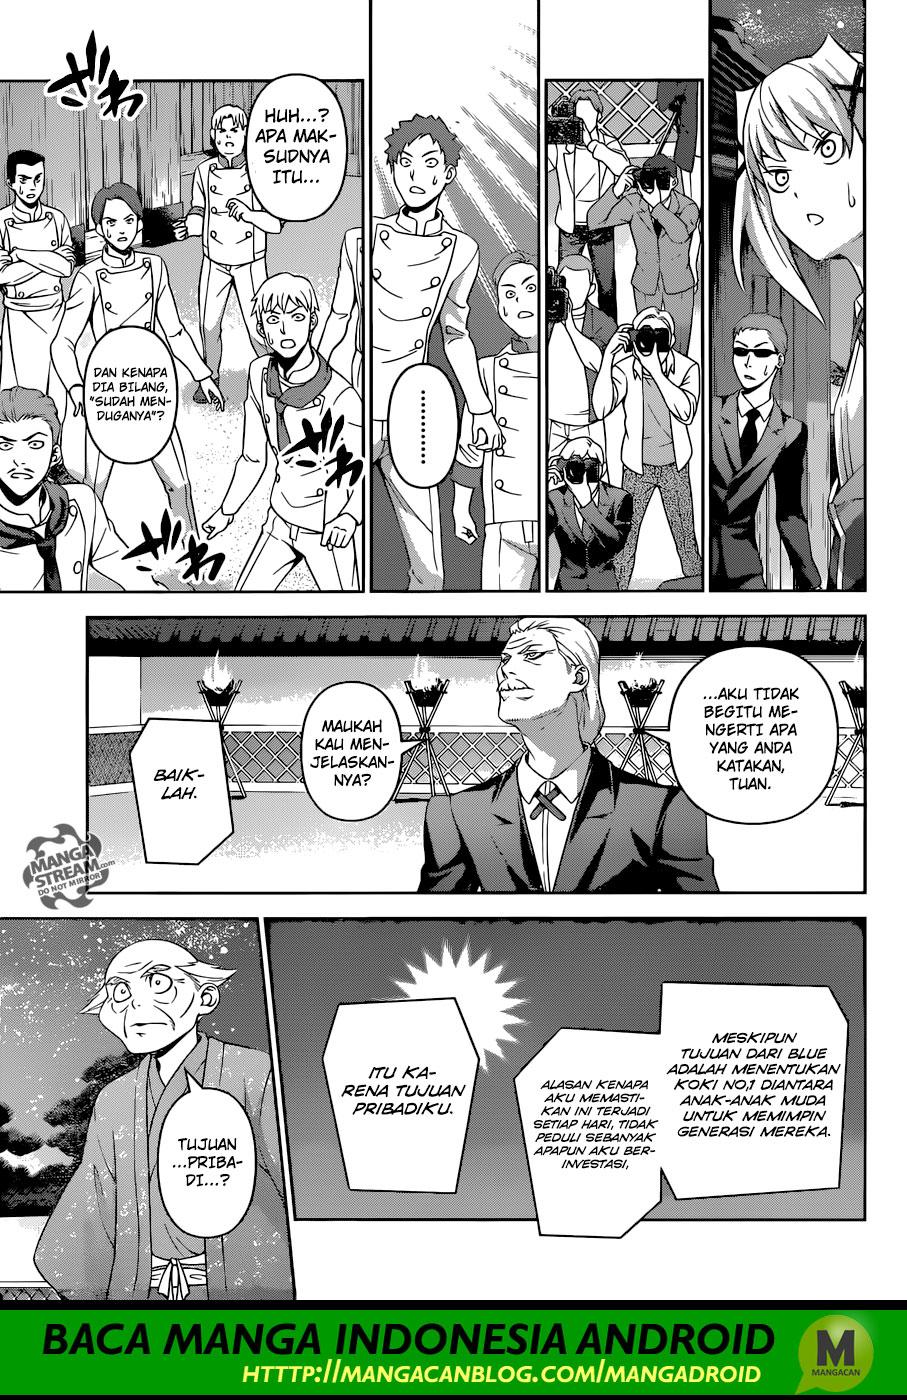 HUH...?
APA MAK-
SUDNYA
ITU...
DAN KENAPA
DIA BILANG,
"SUDAH MEN-
DUGANYA"?
..........
ざわ
ざわ
ざわ
...AKU TIDAK
BEGITU ME-
NGERTI APA
YANG ANDA
KATAKAN,
TUAN.
MAUKAH
KAU MEN-
JELASKAN-
NYA?
BAIK-
LAH.
MANGA
STREAM.com
DO NOT MIRROR
MESKIPUN
TUJUAN DARI BLUE
ADALAH MENENTUKAN
KOKI NO,1 DIANTARA
ANAK-ANAK MUDA
UNTUK MEMIMPIN
GENERASI MEREKA.
ALASAN KENAPA
AKU MEMASTI-
KAN INI TERJADI
SETIAP HARI, TIDAK
PEDULI SEBANYAK
APAPUN AKU BER-
INVESTASI,
ITU KA-
RENA TUJUAN
PRIBADIKU.
TUJUAN
...PRIBA-
DI...?
BACA MANGA INDONESIA ANDROID
HTTTP://MANGACANBLOG.COM/MANGADROID
M
MANGACAN